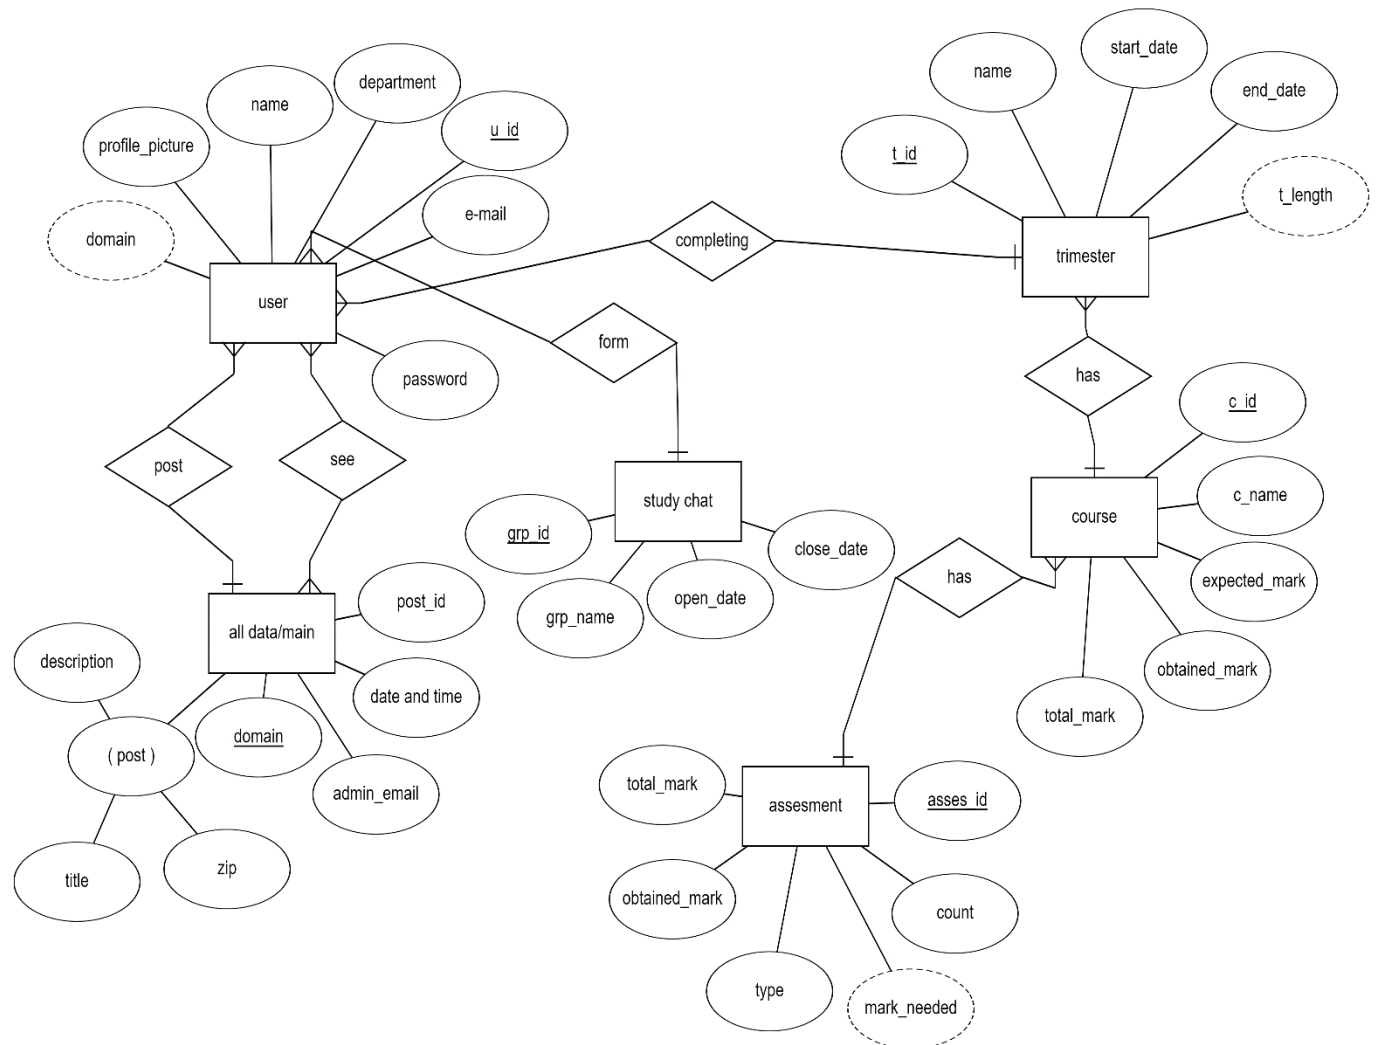 department
start_date
name
name
end_date
u_id
profile_picture
t_id
t_length
e-mail
domain
completing
trimester
user
form
has
password
c_id
post
see
c_name
study chat
course
grp_id
close_date
has
expected_mark
post_id
open_date
grp_name
all data/main
description
obtained_mark
date and time
total_mark
domain
( post )
total_mark
admin_email
asses_id
assesment
zip
title
obtained_mark
count
type
mark_needed